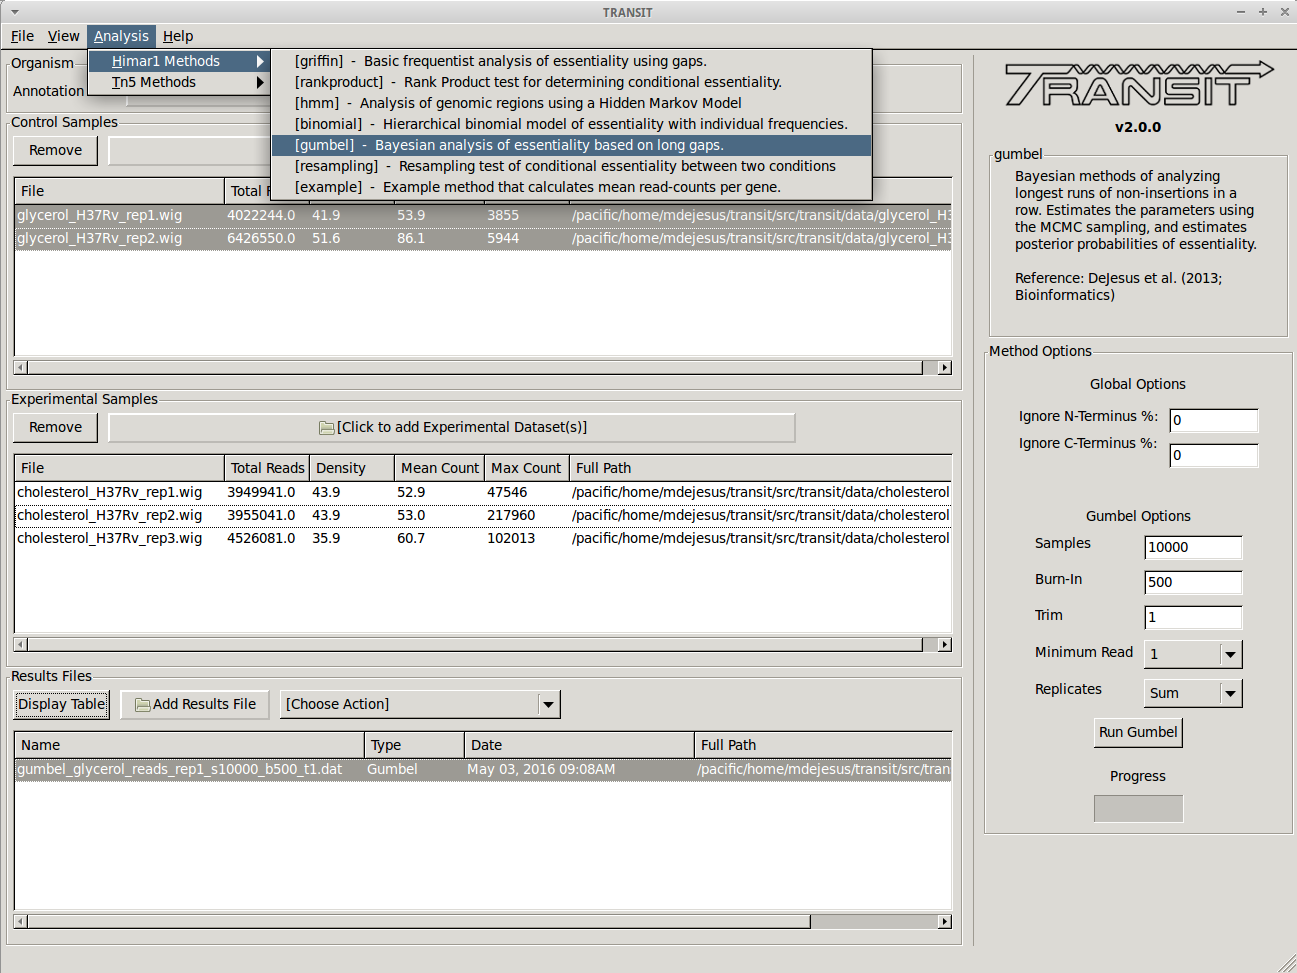 TRANSIT
File View Analysis Help
Organism
Himar1 Methods
Tn5 Methods
Annotation
[griffin] - Basic frequentist analysis of essentiality using gaps.
[rankproduct] - Rank Product test for determining conditional essentiality.
[hmm] - Analysis of genomic regions using a Hidden Markov Model
[binomial] - Hierarchical binomial model of essentiality with individual frequencies.
[gumbel] - Bayesian analysis of essentiality based on long gaps.
[resampling] - Resampling test of conditional essentiality between two conditions
[example] - Example method that calculates mean read-counts per gene.
Control Samples
Remove
File Total
glycerol_H37Rv_rep1.wig 4022244.0 41.9 53.9 3855 /pacific/home/mdejesus/transit/src/transit/data/glycerol_H3
glycerol_H37Rv_rep2.wig 6426550.0 51.6 86.1 5944 /pacific/home/mdejesus/transit/src/transit/data/glycerol_H3
Experimental Samples
Remove [Click to add Experimental Dataset(s)]
File Total Reads Density Mean Count Max Count Full Path
cholesterol_H37Rv_rep1.wig 3949941.0 43.9 52.9 47546 /pacific/home/mdejesus/transit/src/transit/data/cholesterol
cholesterol_H37Rv_rep2.wig 3955041.0 43.9 53.0 217960 /pacific/home/mdejesus/transit/src/transit/data/cholesterol
cholesterol_H37Rv_rep3.wig 4526081.0 35.9 60.7 102013 /pacific/home/mdejesus/transit/src/transit/data/cholesterol
Results Files
Display Table Add Results File [Choose Action]
Name Type Date Full Path
gumbel_glycerol_reads_rep1_s10000_b500_t1.dat Gumbel May 03, 2016 09:08AM /pacific/home/mdejesus/transit/src/tran
TRANSIT
v2.0.0
gumbel
Bayesian methods of analyzing
longest runs of non-insertions in a
row. Estimates the parameters using
the MCMC sampling, and estimates
posterior probabilities of essentiality.
Reference: DeJesus et al. (2013;
Bioinformatics)
Method Options
Global Options
Ignore N-Terminus %: 0
Ignore C-Terminus %: 0
Gumbel Options
Samples 10000
Burn-In 500
Trim 1
Minimum Read 1
Replicates Sum
Run Gumbel
Progress